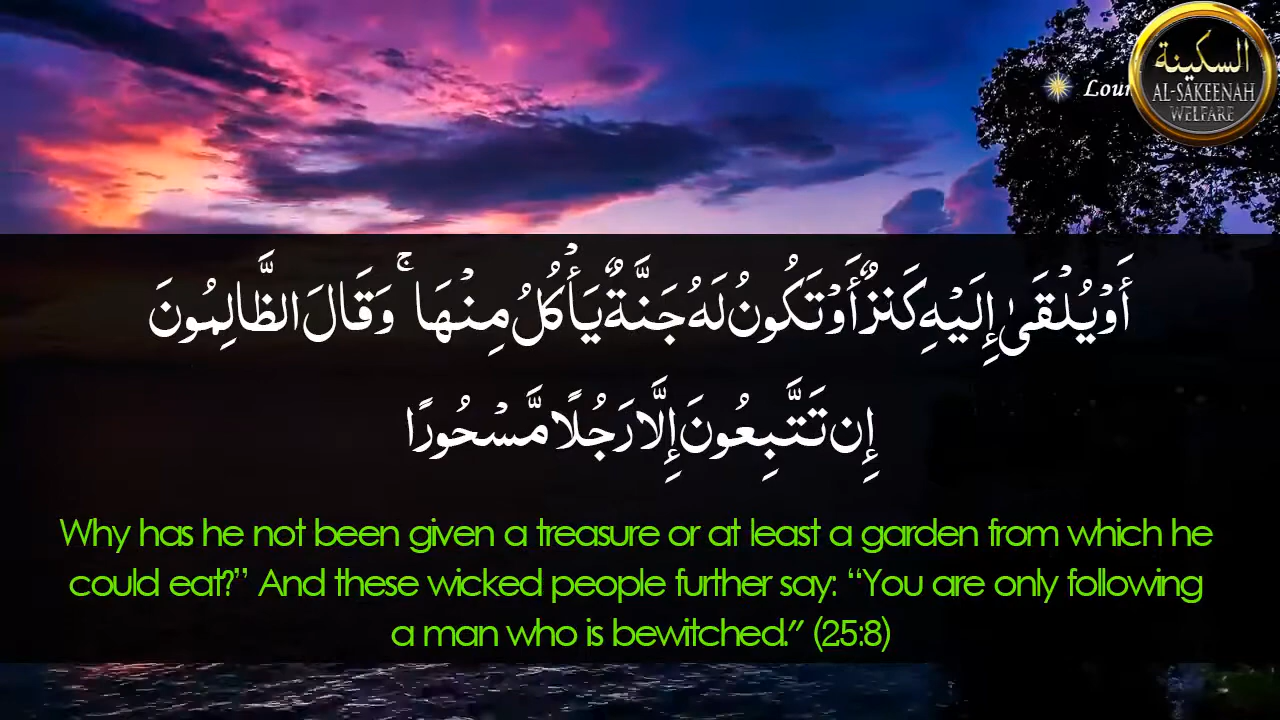 السكينة
AL-SAKEENAH
WELFARE
أَوْ يُلْقَىٰ إِلَيْهِ كَنزٌ أَوْ تَكُونُ لَهُ جَنَّةٌ يَأْكُلُ مِنْهَا ۚ وَقَالَ الظَّالِمُونَ
إِن تَتَّبِعُونَ إِلَّا رَجُلًا مَّسْحُورًا
Why has he not been given a treasure or at least a garden from which he
could eat?” And these wicked people further say: “You are only following
a man who is bewitched.” (25:8)